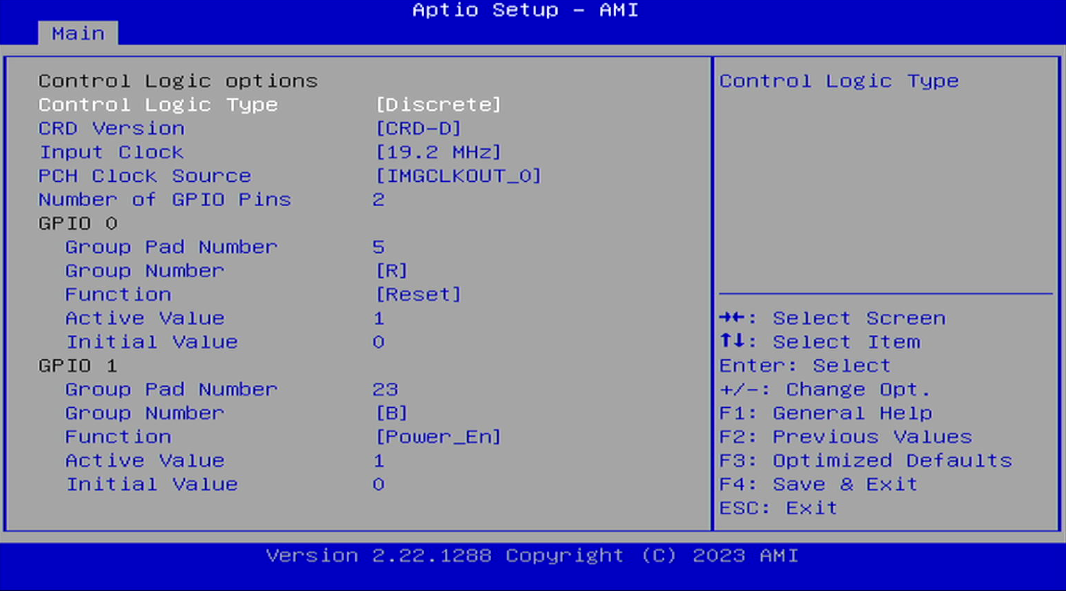 Aptio Setup – AMI
Main
Control Logic options
Control Logic Type [Discrete]
CRD Version [CRD-D]
Input Clock [19.2 MHz]
PCH Clock Source [IMGCLKOUT_0]
Number of GPIO Pins 2
GPIO 0
Group Pad Number 5
Group Number [R]
Function [Reset]
Active Value 1
Initial Value 0
GPIO 1
Group Pad Number 23
Group Number [B]
Function [Power_En]
Active Value 1
Initial Value 0
Control Logic Type
→←: Select Screen
↑↓: Select Item
Enter: Select
+/-: Change Opt.
F1: General Help
F2: Previous Values
F3: Optimized Defaults
F4: Save & Exit
ESC: Exit
Version 2.22.1288 Copyright (C) 2023 AMI